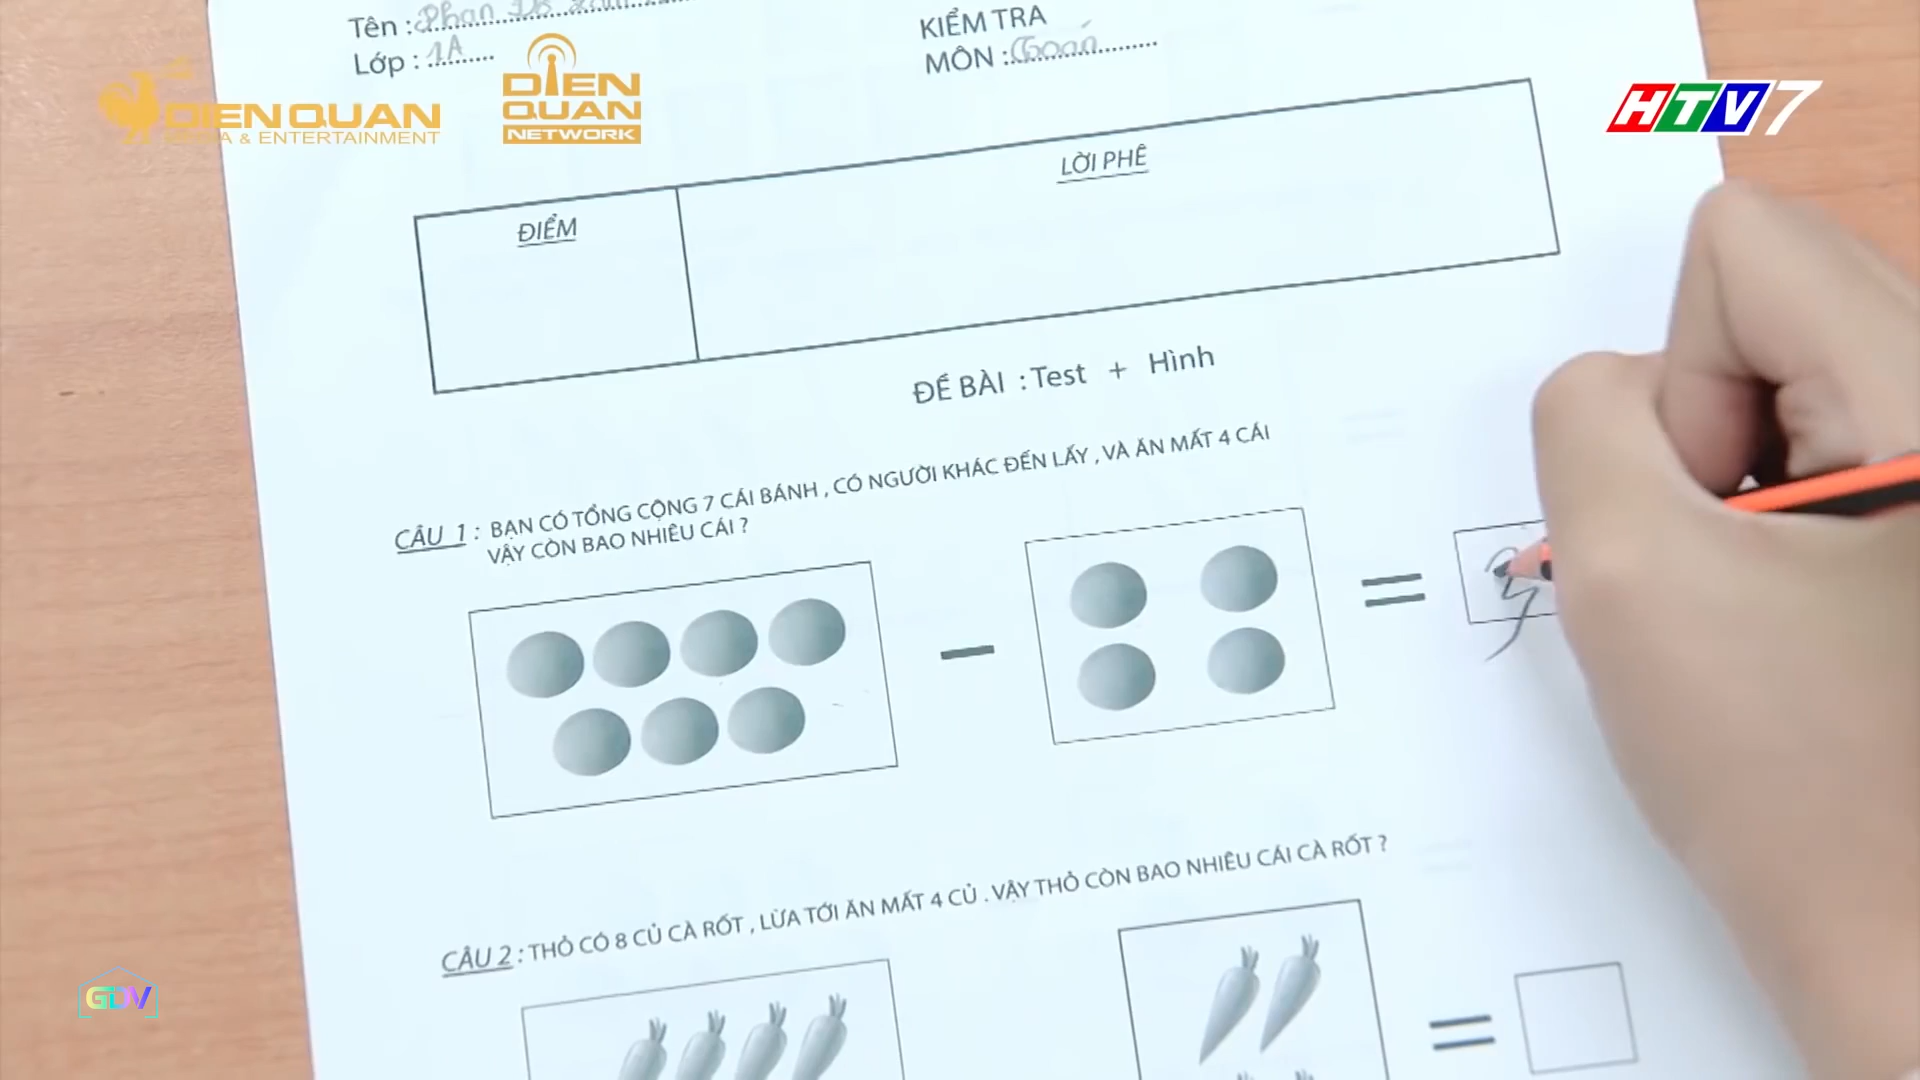 Tên : Phan
Lớp : 1A
KIỂM TRA
MÔN : Toán
DIEN QUAN
& ENTERTAINMENT
DIEN
QUAN
NETWORK
HTV7
ĐIỂM
LỜI PHÊ
ĐỀ BÀI : Test + Hình
CÂU 1 : BẠN CÓ TỔNG CỘNG 7 CÁI BÁNH , CÓ NGƯỜI KHÁC ĐẾN LẤY , VÀ ĂN MẤT 4 CÁI
VẬY CÒN BAO NHIÊU CÁI ?
− =
CÂU 2 : THỎ CÓ 8 CỦ CÀ RỐT , LỪA TỚI ĂN MẤT 4 CỦ . VẬY THỎ CÒN BAO NHIÊU CÁI CÀ RỐT ?
=
GDV